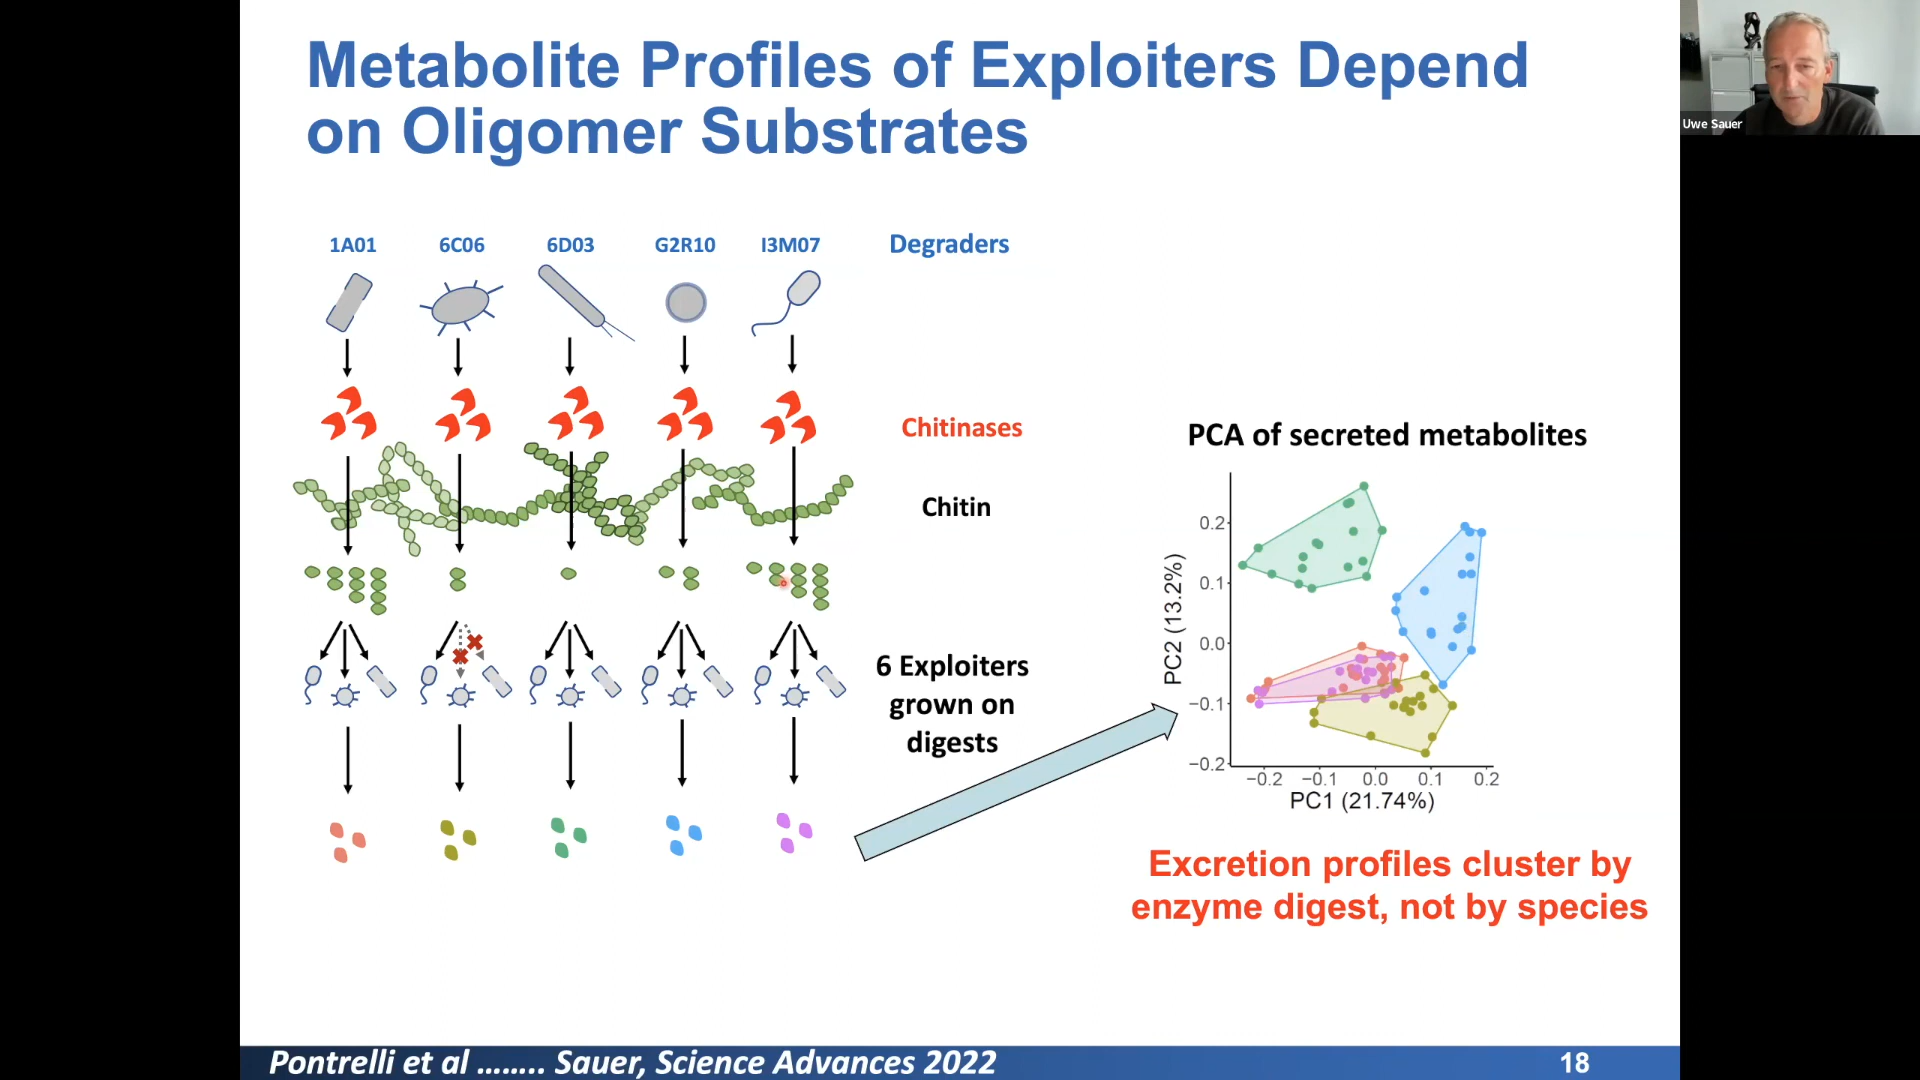 Metabolite Profiles of Exploiters Depend
on Oligomer Substrates
Uwe Sauer
1A01 6C06 6D03 G2R10 I3M07 Degraders
Chitinases
Chitin
6 Exploiters
grown on
digests
PCA of secreted metabolites
PC2 (13.2%)
0.2
0.1
0.0
−0.1
−0.2
−0.2 −0.1 0.0 0.1 0.2
PC1 (21.74%)
Excretion profiles cluster by
enzyme digest, not by species
Pontrelli et al …….. Sauer, Science Advances 2022
18